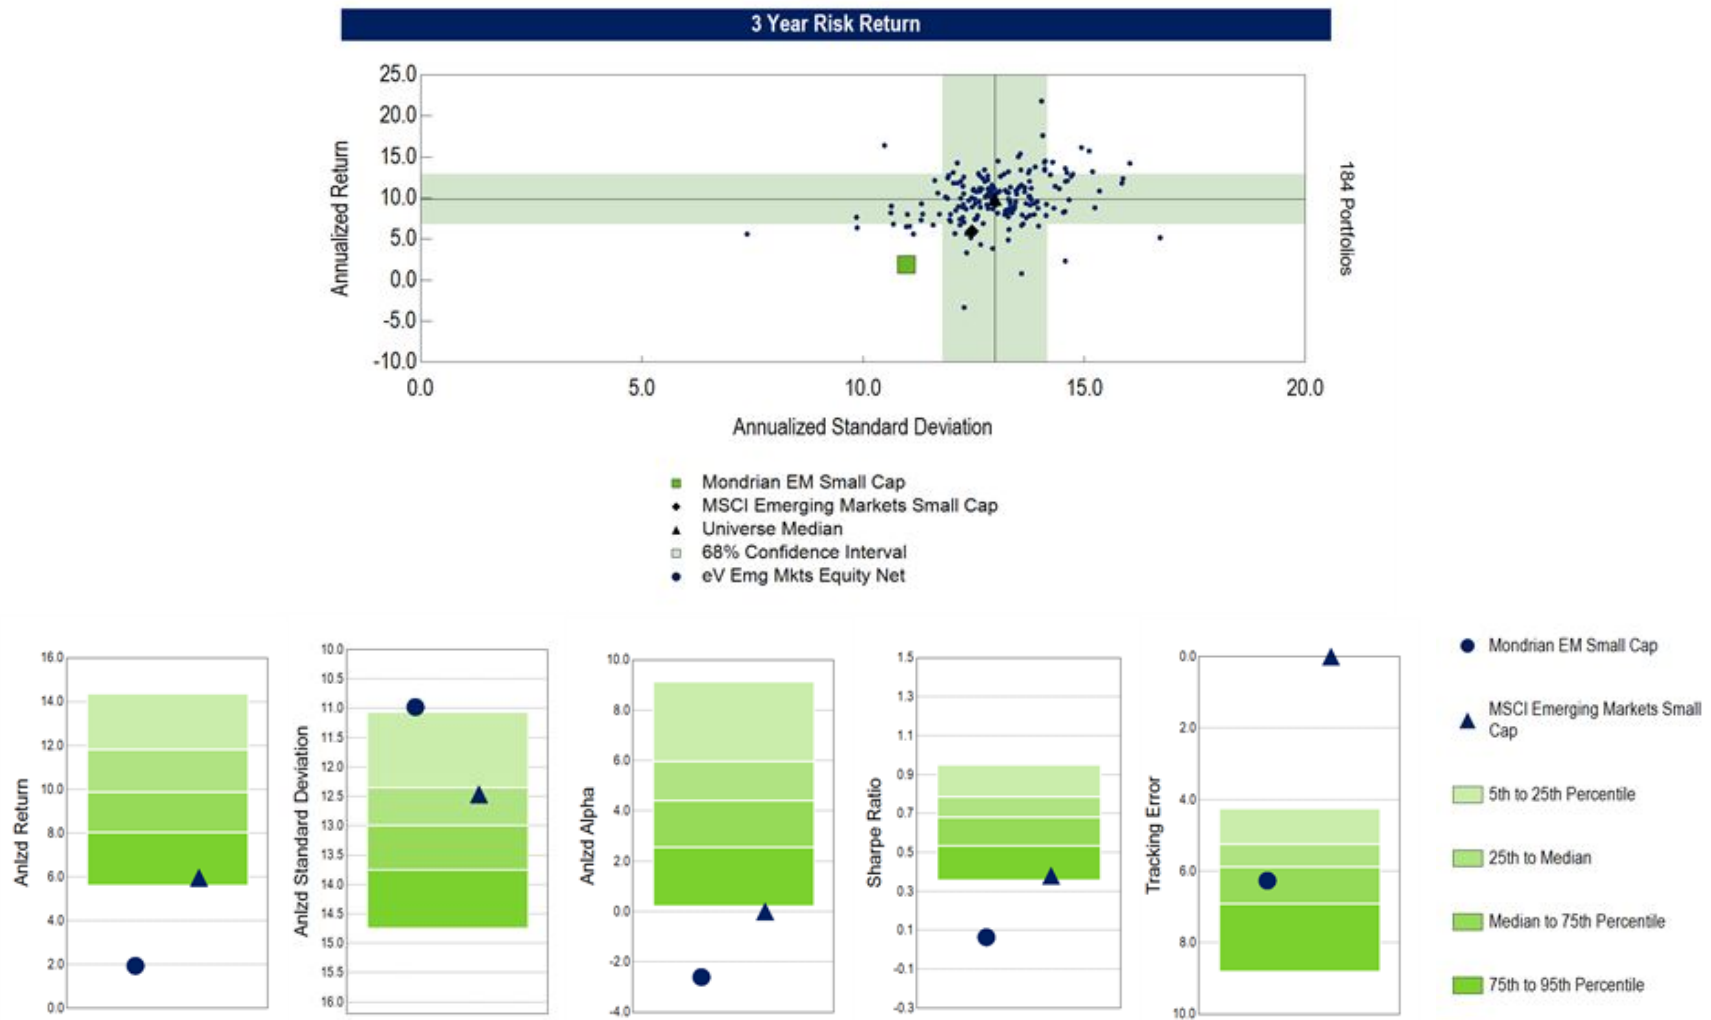 3 Year Risk Return
25.0
20.0
15.0
10.0
5.0
0.0
-5.0
-10.0
Annualized Return
0.0 5.0 10.0 15.0 20.0
Annualized Standard Deviation
184 Portfolios
Mondrian EM Small Cap
MSCI Emerging Markets Small Cap
Universe Median
68% Confidence Interval
eV Emg Mkts Equity Net
Anlzd Return
16.0
14.0
12.0
10.0
8.0
6.0
4.0
2.0
0.0
Anlzd Standard Deviation
10.0
10.5
11.0
11.5
12.0
12.5
13.0
13.5
14.0
14.5
15.0
15.5
16.0
Anlzd Alpha
10.0
8.0
6.0
4.0
2.0
0.0
-2.0
-4.0
Sharpe Ratio
1.5
1.3
1.1
0.9
0.7
0.5
0.3
0.1
-0.1
-0.3
Tracking Error
0.0
2.0
4.0
6.0
8.0
10.0
Mondrian EM Small Cap
MSCI Emerging Markets Small
Cap
5th to 25th Percentile
25th to Median
Median to 75th Percentile
75th to 95th Percentile